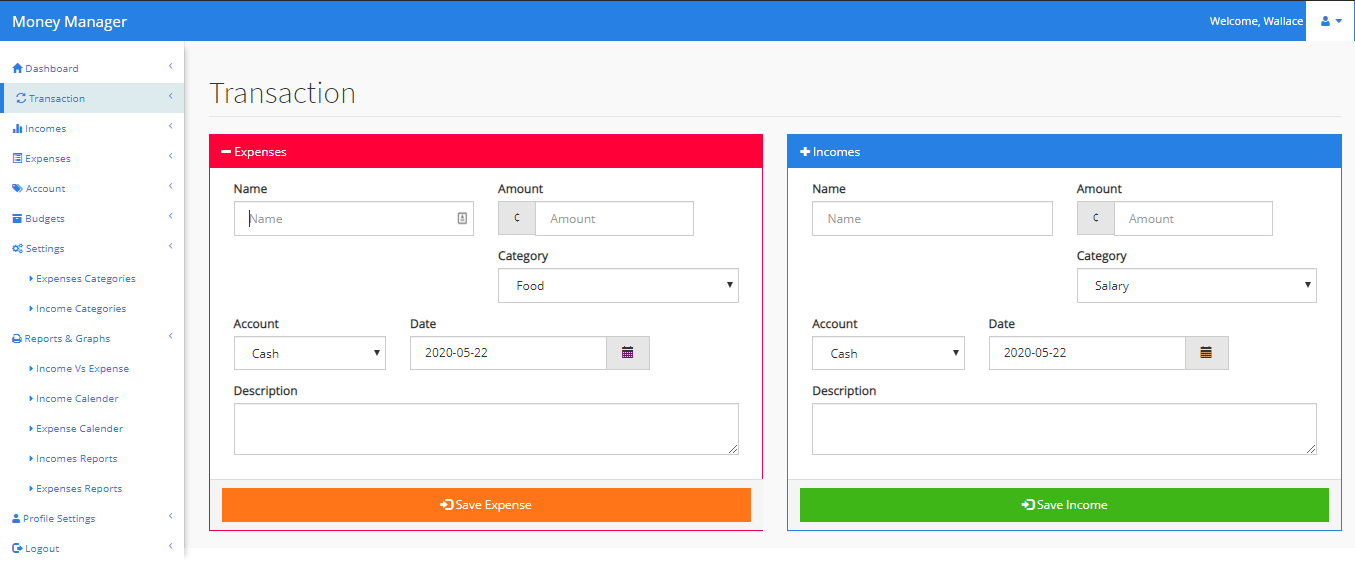 Money Manager
Welcome, Wallace
Dashboard
Transaction
Incomes
Expenses
Account
Budgets
Settings
Expenses Categories
Income Categories
Reports & Graphs
Income Vs Expense
Income Calender
Expense Calender
Incomes Reports
Expenses Reports
Profile Settings
Logout
Transaction
Expenses
Name
Amount
Name
₵ Amount
Category
Food
Account
Date
Cash
2020-05-22
Description
Save Expense
Incomes
Name
Amount
Name
₵ Amount
Category
Salary
Account
Date
Cash
2020-05-22
Description
Save Income